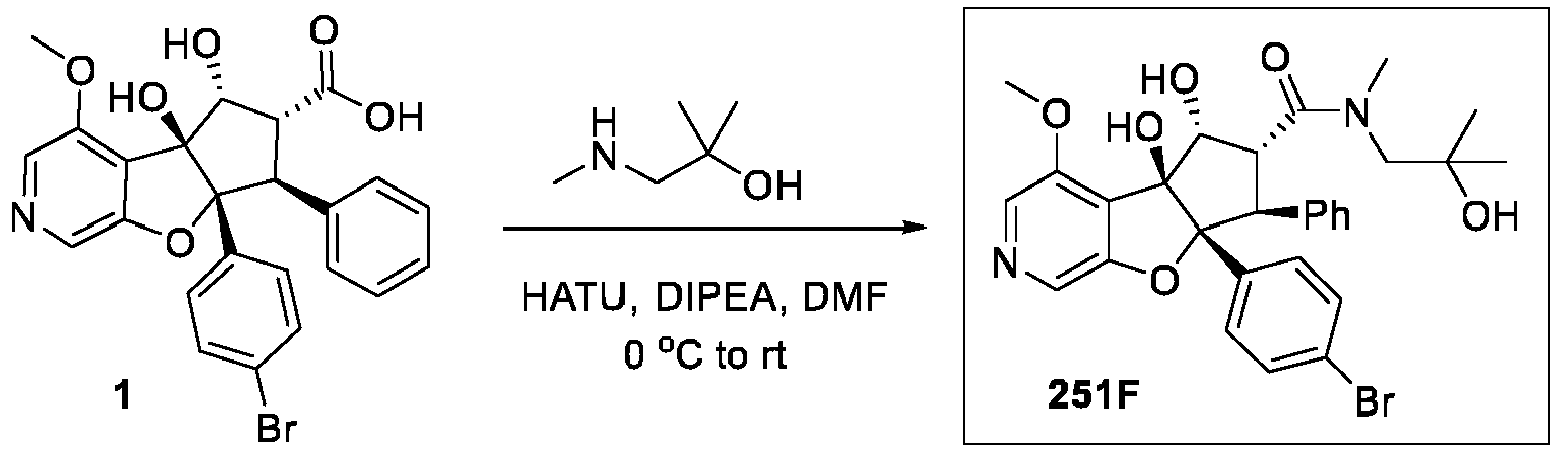 HO
O
O
HO
OH
N
O
Br
1
H
N
OH
HATU, DIPEA, DMF
0 °C to rt
O
HO
N
O
HO
OH
Ph
N
O
Br
251F